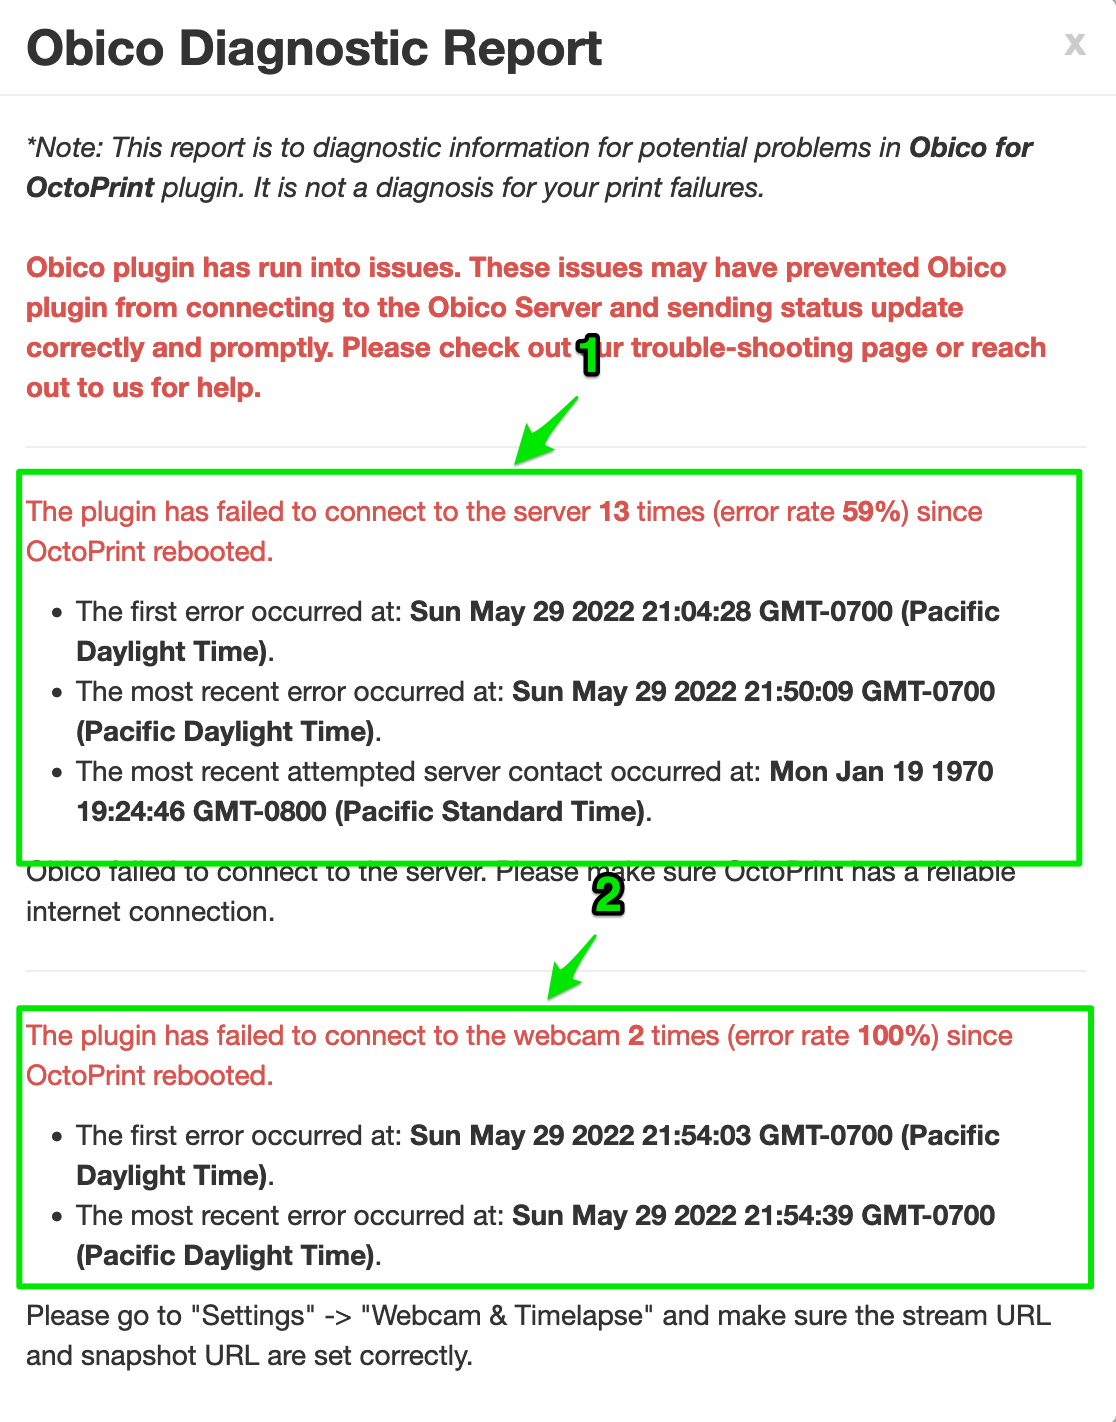 Obico Diagnostic Report
x
*Note: This report is to diagnostic information for potential problems in Obico for
OctoPrint plugin. It is not a diagnosis for your print failures.
Obico plugin has run into issues. These issues may have prevented Obico
plugin from connecting to the Obico Server and sending status update
correctly and promptly. Please check out our trouble-shooting page or reach
out to us for help.
1
The plugin has failed to connect to the server 13 times (error rate 59%) since
OctoPrint rebooted.
• The first error occurred at: Sun May 29 2022 21:04:28 GMT-0700 (Pacific
Daylight Time).
• The most recent error occurred at: Sun May 29 2022 21:50:09 GMT-0700
(Pacific Daylight Time).
• The most recent attempted server contact occurred at: Mon Jan 19 1970
19:24:46 GMT-0800 (Pacific Standard Time).
Obico failed to connect to the server. Please make sure OctoPrint has a reliable
internet connection.
2
The plugin has failed to connect to the webcam 2 times (error rate 100%) since
OctoPrint rebooted.
• The first error occurred at: Sun May 29 2022 21:54:03 GMT-0700 (Pacific
Daylight Time).
• The most recent error occurred at: Sun May 29 2022 21:54:39 GMT-0700
(Pacific Daylight Time).
Please go to "Settings" -> "Webcam & Timelapse" and make sure the stream URL
and snapshot URL are set correctly.